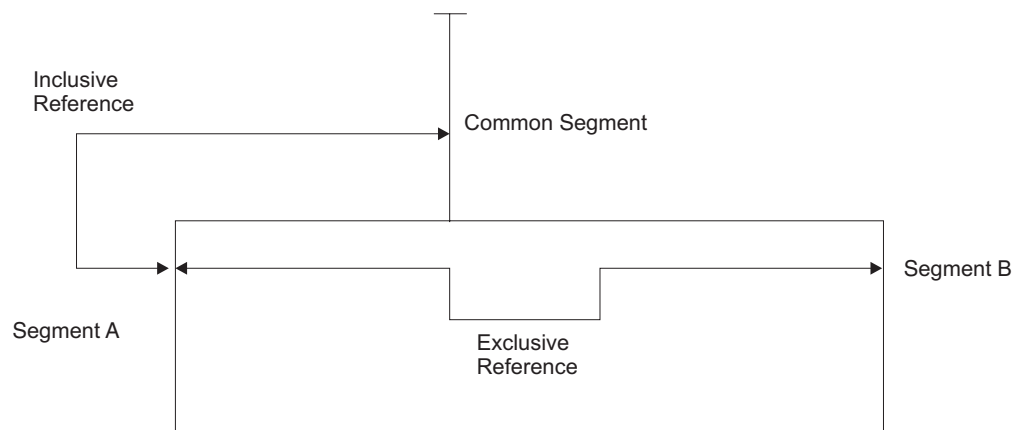 Inclusive
Reference
Common Segment
Segment B
Segment A
Exclusive
Reference